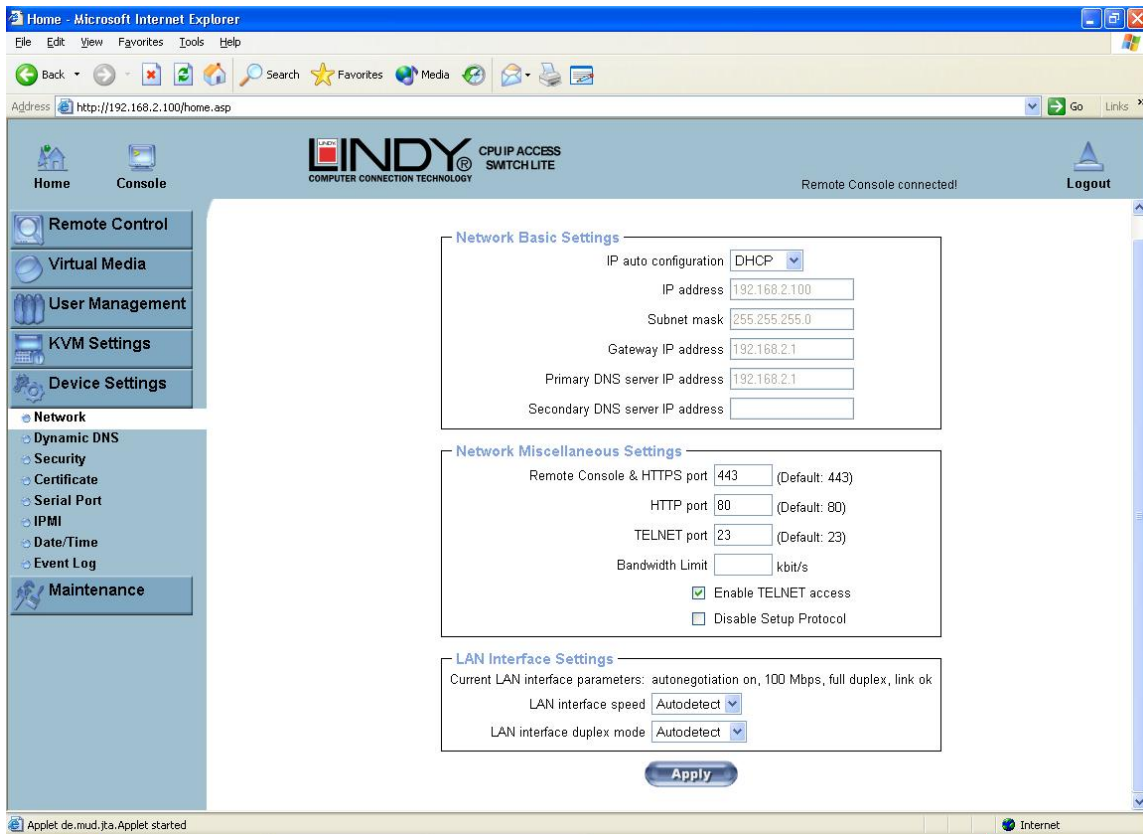 Home - Microsoft Internet Explorer
File Edit View Favorites Tools Help
Back Search Favorites Media
Address http://192.168.2.100/home.asp Go Links »
Home Console
LINDY
LINDY®
COMPUTER CONNECTION TECHNOLOGY
CPU IP ACCESS
SWITCH LITE
Remote Console connected!
Logout
Remote Control
Virtual Media
User Management
KVM Settings
Device Settings
Network
Dynamic DNS
Security
Certificate
Serial Port
IPMI
Date/Time
Event Log
Maintenance
Network Basic Settings
IP auto configuration DHCP
IP address 192.168.2.100
Subnet mask 255.255.255.0
Gateway IP address 192.168.2.1
Primary DNS server IP address 192.168.2.1
Secondary DNS server IP address
Network Miscellaneous Settings
Remote Console & HTTPS port 443 (Default: 443)
HTTP port 80 (Default: 80)
TELNET port 23 (Default: 23)
Bandwidth Limit kbit/s
Enable TELNET access
Disable Setup Protocol
LAN Interface Settings
Current LAN interface parameters: autonegotiation on, 100 Mbps, full duplex, link ok
LAN interface speed Autodetect
LAN interface duplex mode Autodetect
Apply
Applet de.mud.jta.Applet started Internet